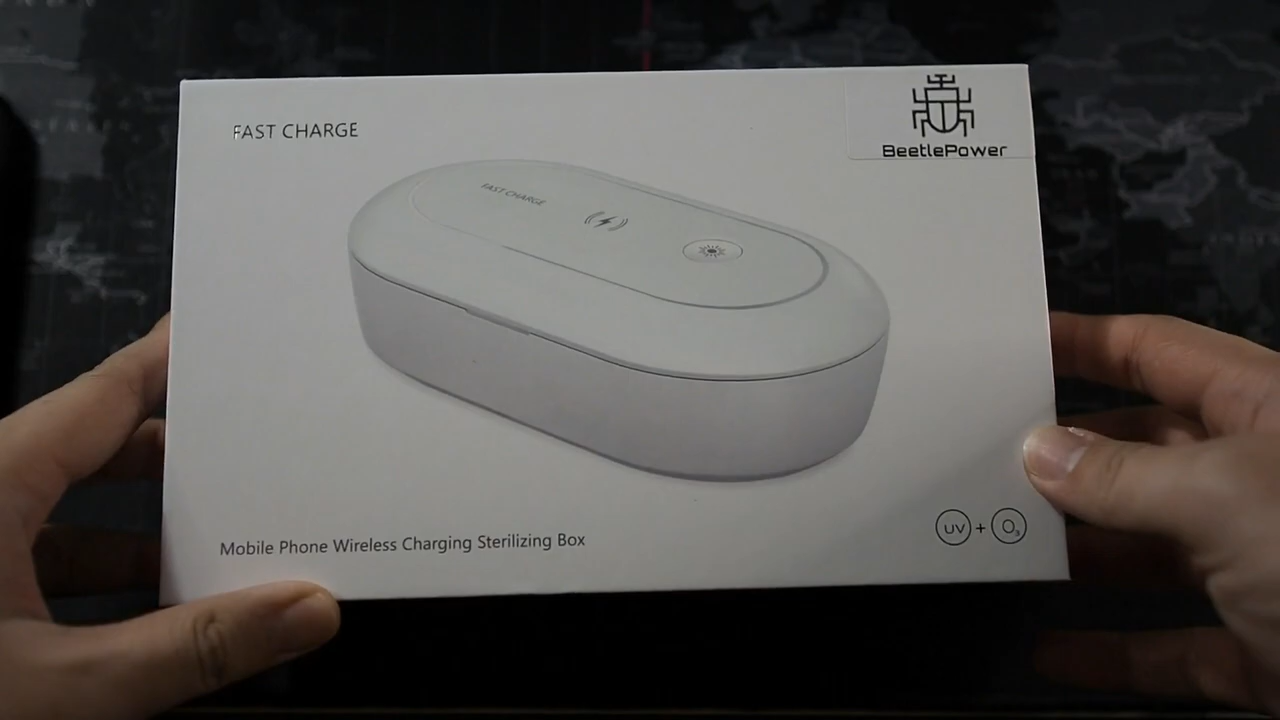 FAST CHARGE
BeetlePower
FAST CHARGE
Mobile Phone Wireless Charging Sterilizing Box
UV + O₃